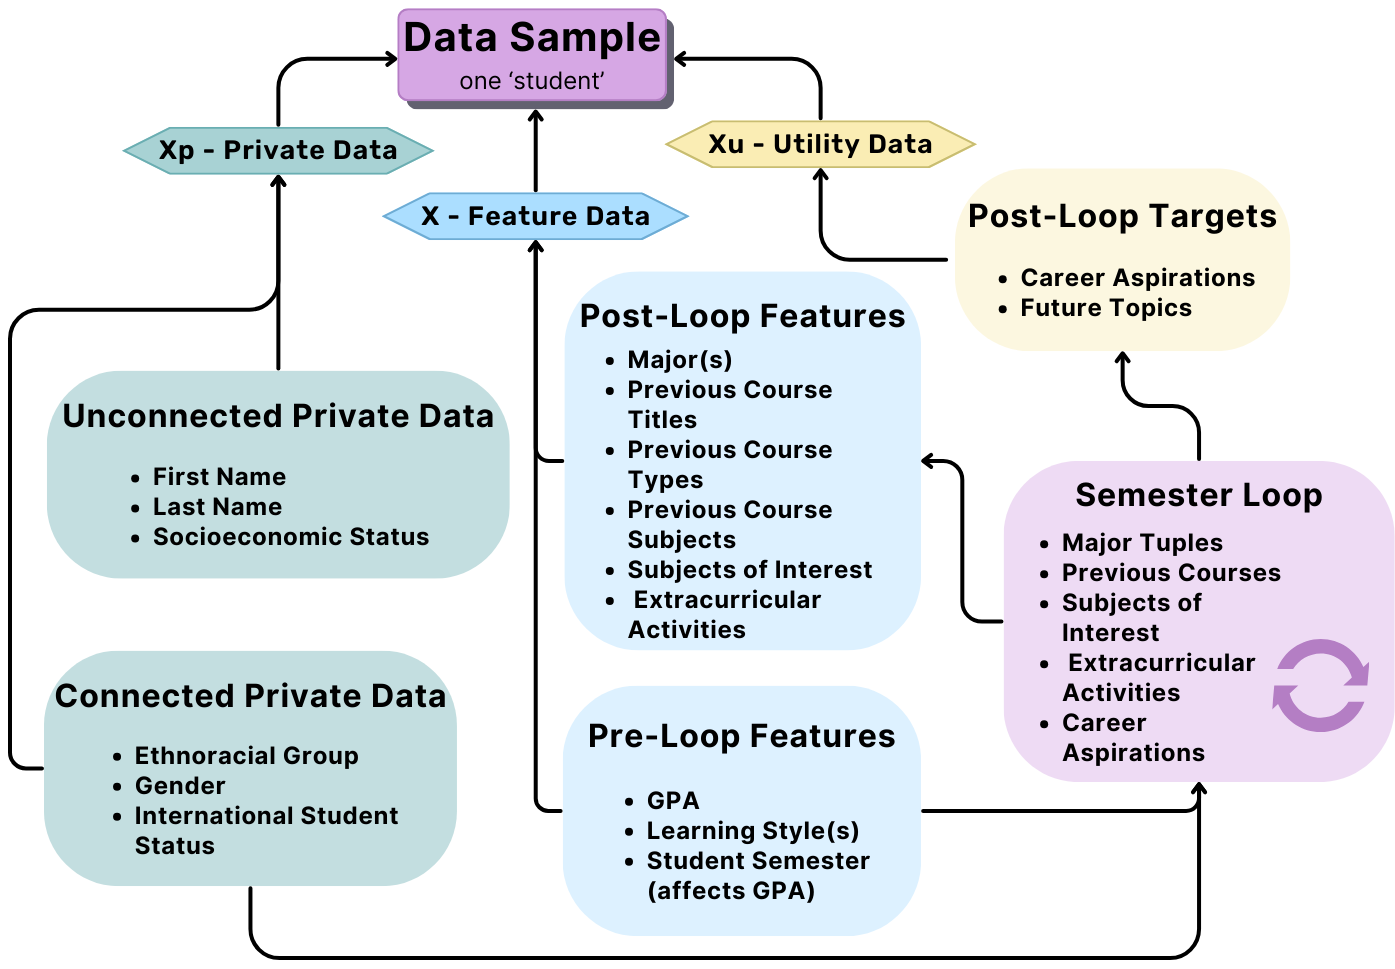 Data Sample
one ‘student’
Xp - Private Data
Xu - Utility Data
X - Feature Data
Post-Loop Targets
• Career Aspirations
• Future Topics
Post-Loop Features
• Major(s)
• Previous Course
Titles
• Previous Course
Types
• Previous Course
Subjects
• Subjects of Interest
• Extracurricular
Activities
Unconnected Private Data
• First Name
• Last Name
• Socioeconomic Status
Semester Loop
• Major Tuples
• Previous Courses
• Subjects of
Interest
• Extracurricular
Activities
• Career
Aspirations
Connected Private Data
• Ethnoracial Group
• Gender
• International Student
Status
Pre-Loop Features
• GPA
• Learning Style(s)
• Student Semester
(affects GPA)